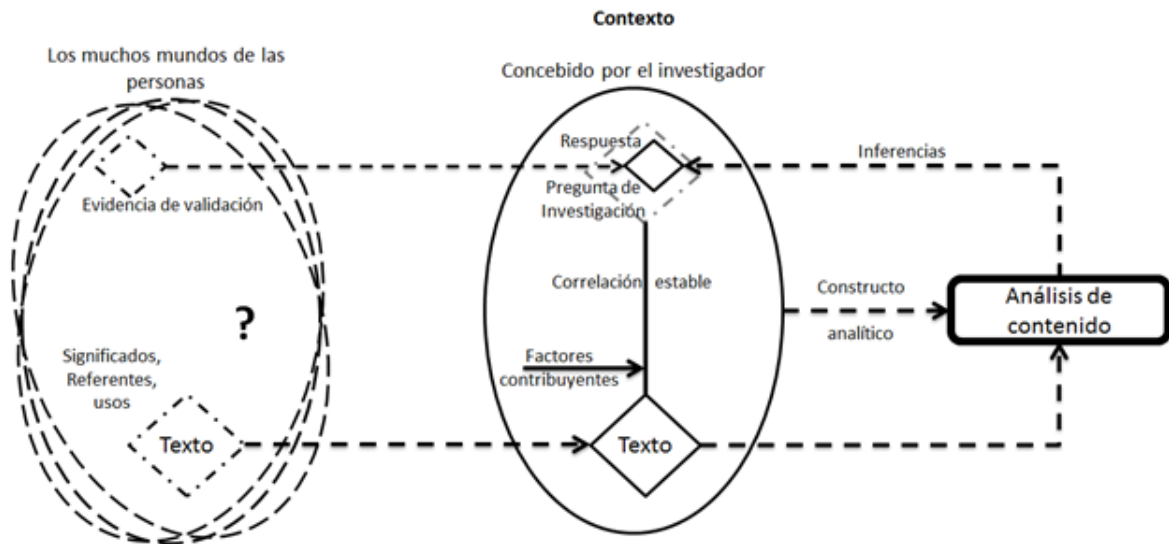 Contexto
Los muchos mundos de las
personas
Concebido por el investigador
Respuesta
Inferencias
Evidencia de validación
Pregunta de
Investigación
Correlación estable
Constructo
analítico
Análisis de
contenido
?
Significados,
Referentes,
usos
Factores
contribuyentes
Texto
Texto